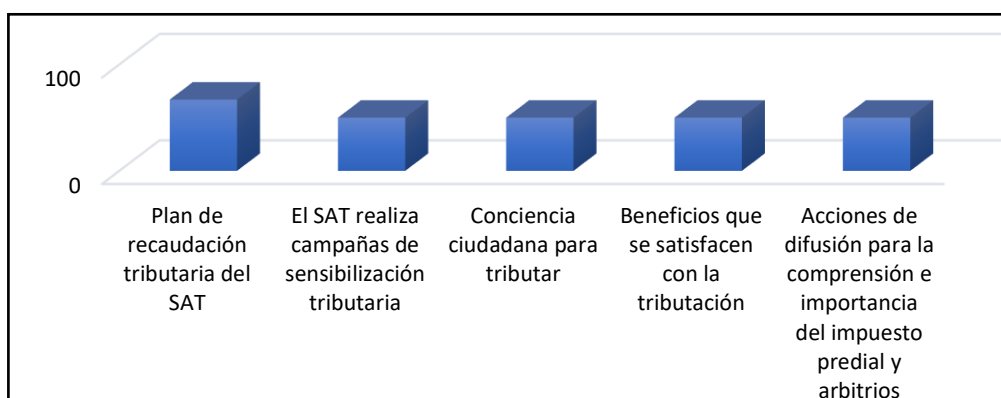 100
0
Plan de
recaudación
tributaria del
SAT
El SAT realiza
campañas de
sensibilización
tributaria
Conciencia
ciudadana para
tributar
Beneficios que
se satisfacen
con la
tributación
Acciones de
difusión para la
comprensión e
importancia
del impuesto
predial y
arbitrios